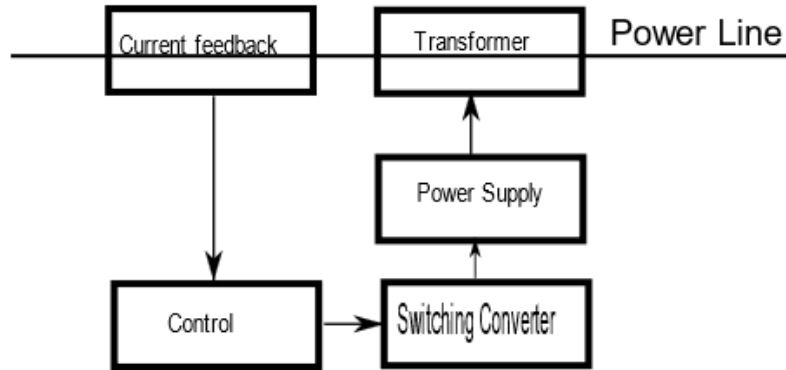 Current feedback
Transformer
Power Line
Power Supply
Control
Switching Converter